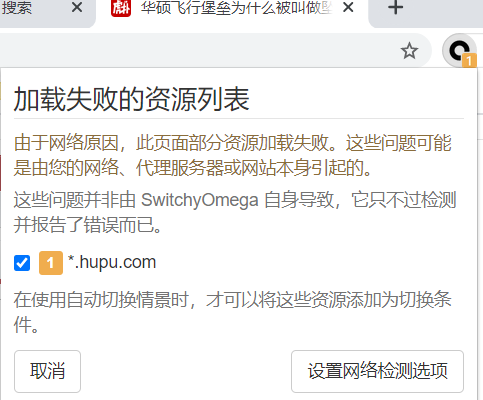 搜索
华硕飞行堡垒为什么被叫做
1
加载失败的资源列表
由于网络原因，此页面部分资源加载失败。这些问题可能
是由您的网络、代理服务器或网站本身引起的。
这些问题并非由 SwitchyOmega 自身导致，它只不过检测
并报告了错误而已。
1 *.hupu.com
在使用自动切换情景时，才可以将这些资源添加为切换条
件。
取消 设置网络检测选项